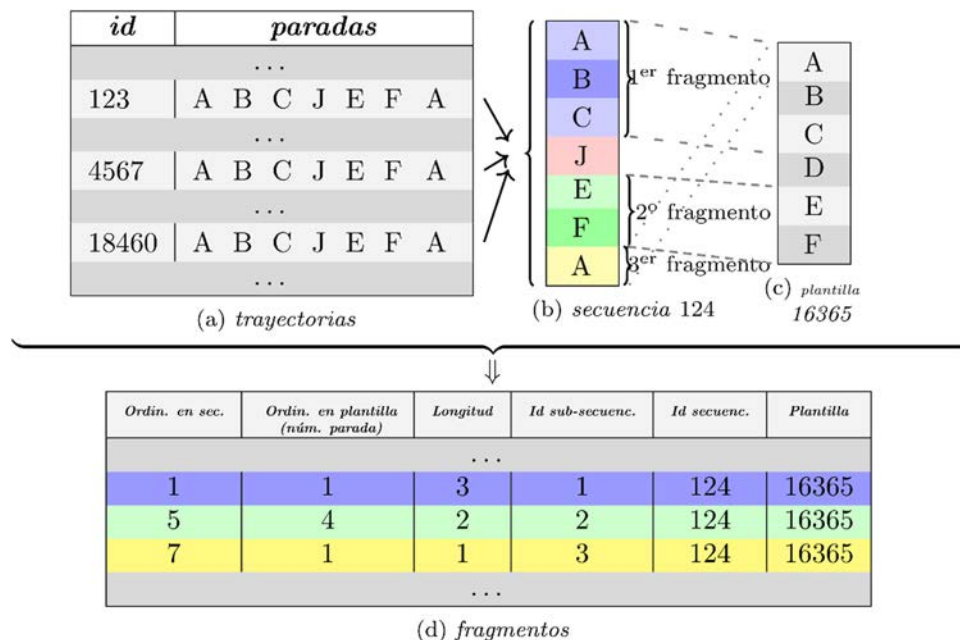 id paradas
...
123 A B C J E F A
...
4567 A B C J E F A
...
18460 A B C J E F A
...
(a) trayectorias
A
B
C
J
E
F
A
1er fragmento
2º fragmento
3er fragmento
(b) secuencia 124
A
B
C
D
E
F
(c) plantilla
16365
⇓
Ordin. en sec. Ordin. en plantilla (núm. parada) Longitud Id sub-secuenc. Id secuenc. Plantilla
...
1 1 3 1 124 16365
5 4 2 2 124 16365
7 1 1 3 124 16365
...
(d) fragmentos